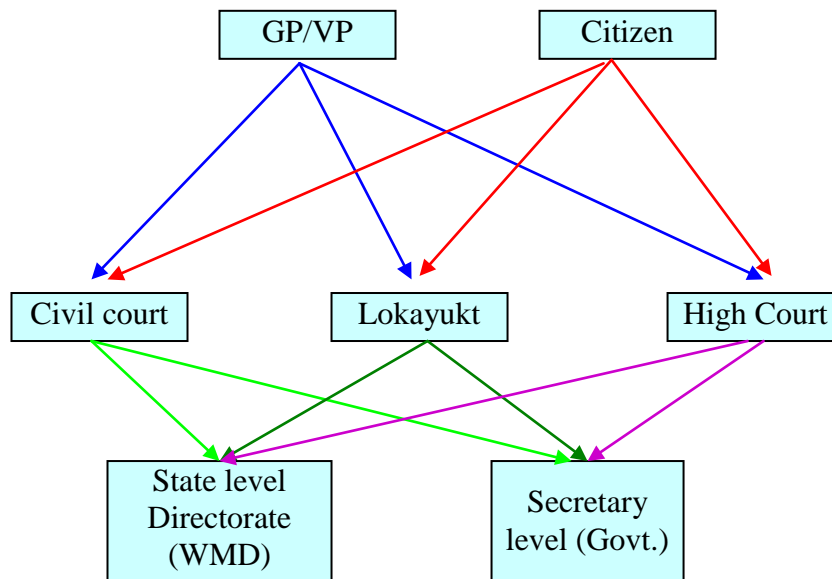 GP/VP
Citizen
Civil court
Lokayukt
High Court
State level
Directorate
(WMD)
Secretary
level (Govt.)